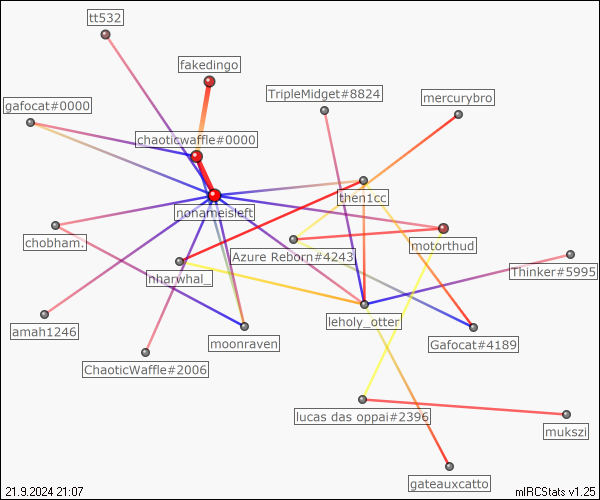 tt532
fakedingo
TripleMidget#8824
mercurybro
gafocat#0000
chaoticwaffle#0000
then1cc
nonameisleft
chobham.
motorthud
Azure Reborn#4243
nharwhal_
Thinker#5995
leholy_otter
amah1246
moonraven
Gafocat#4189
ChaoticWaffle#2006
lucas das oppai#2396
mukszi
gateauxcatto
21.9.2024 21:07
mIRCStats v1.25